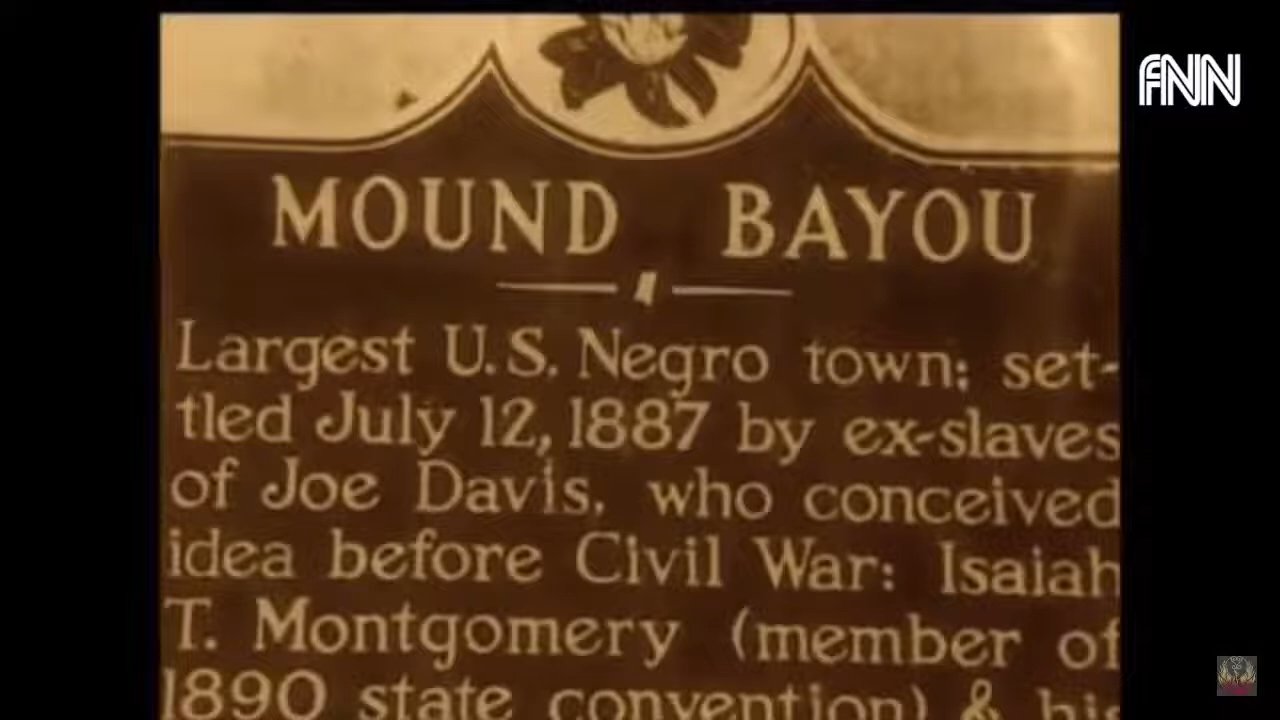 FNN
MOUND BAYOU
Largest U.S. Negro town; set-
tled July 12, 1887 by ex-slaves
of Joe Davis, who conceived
idea before Civil War: Isaiah
T. Montgomery (member of
1890 state convention) & his